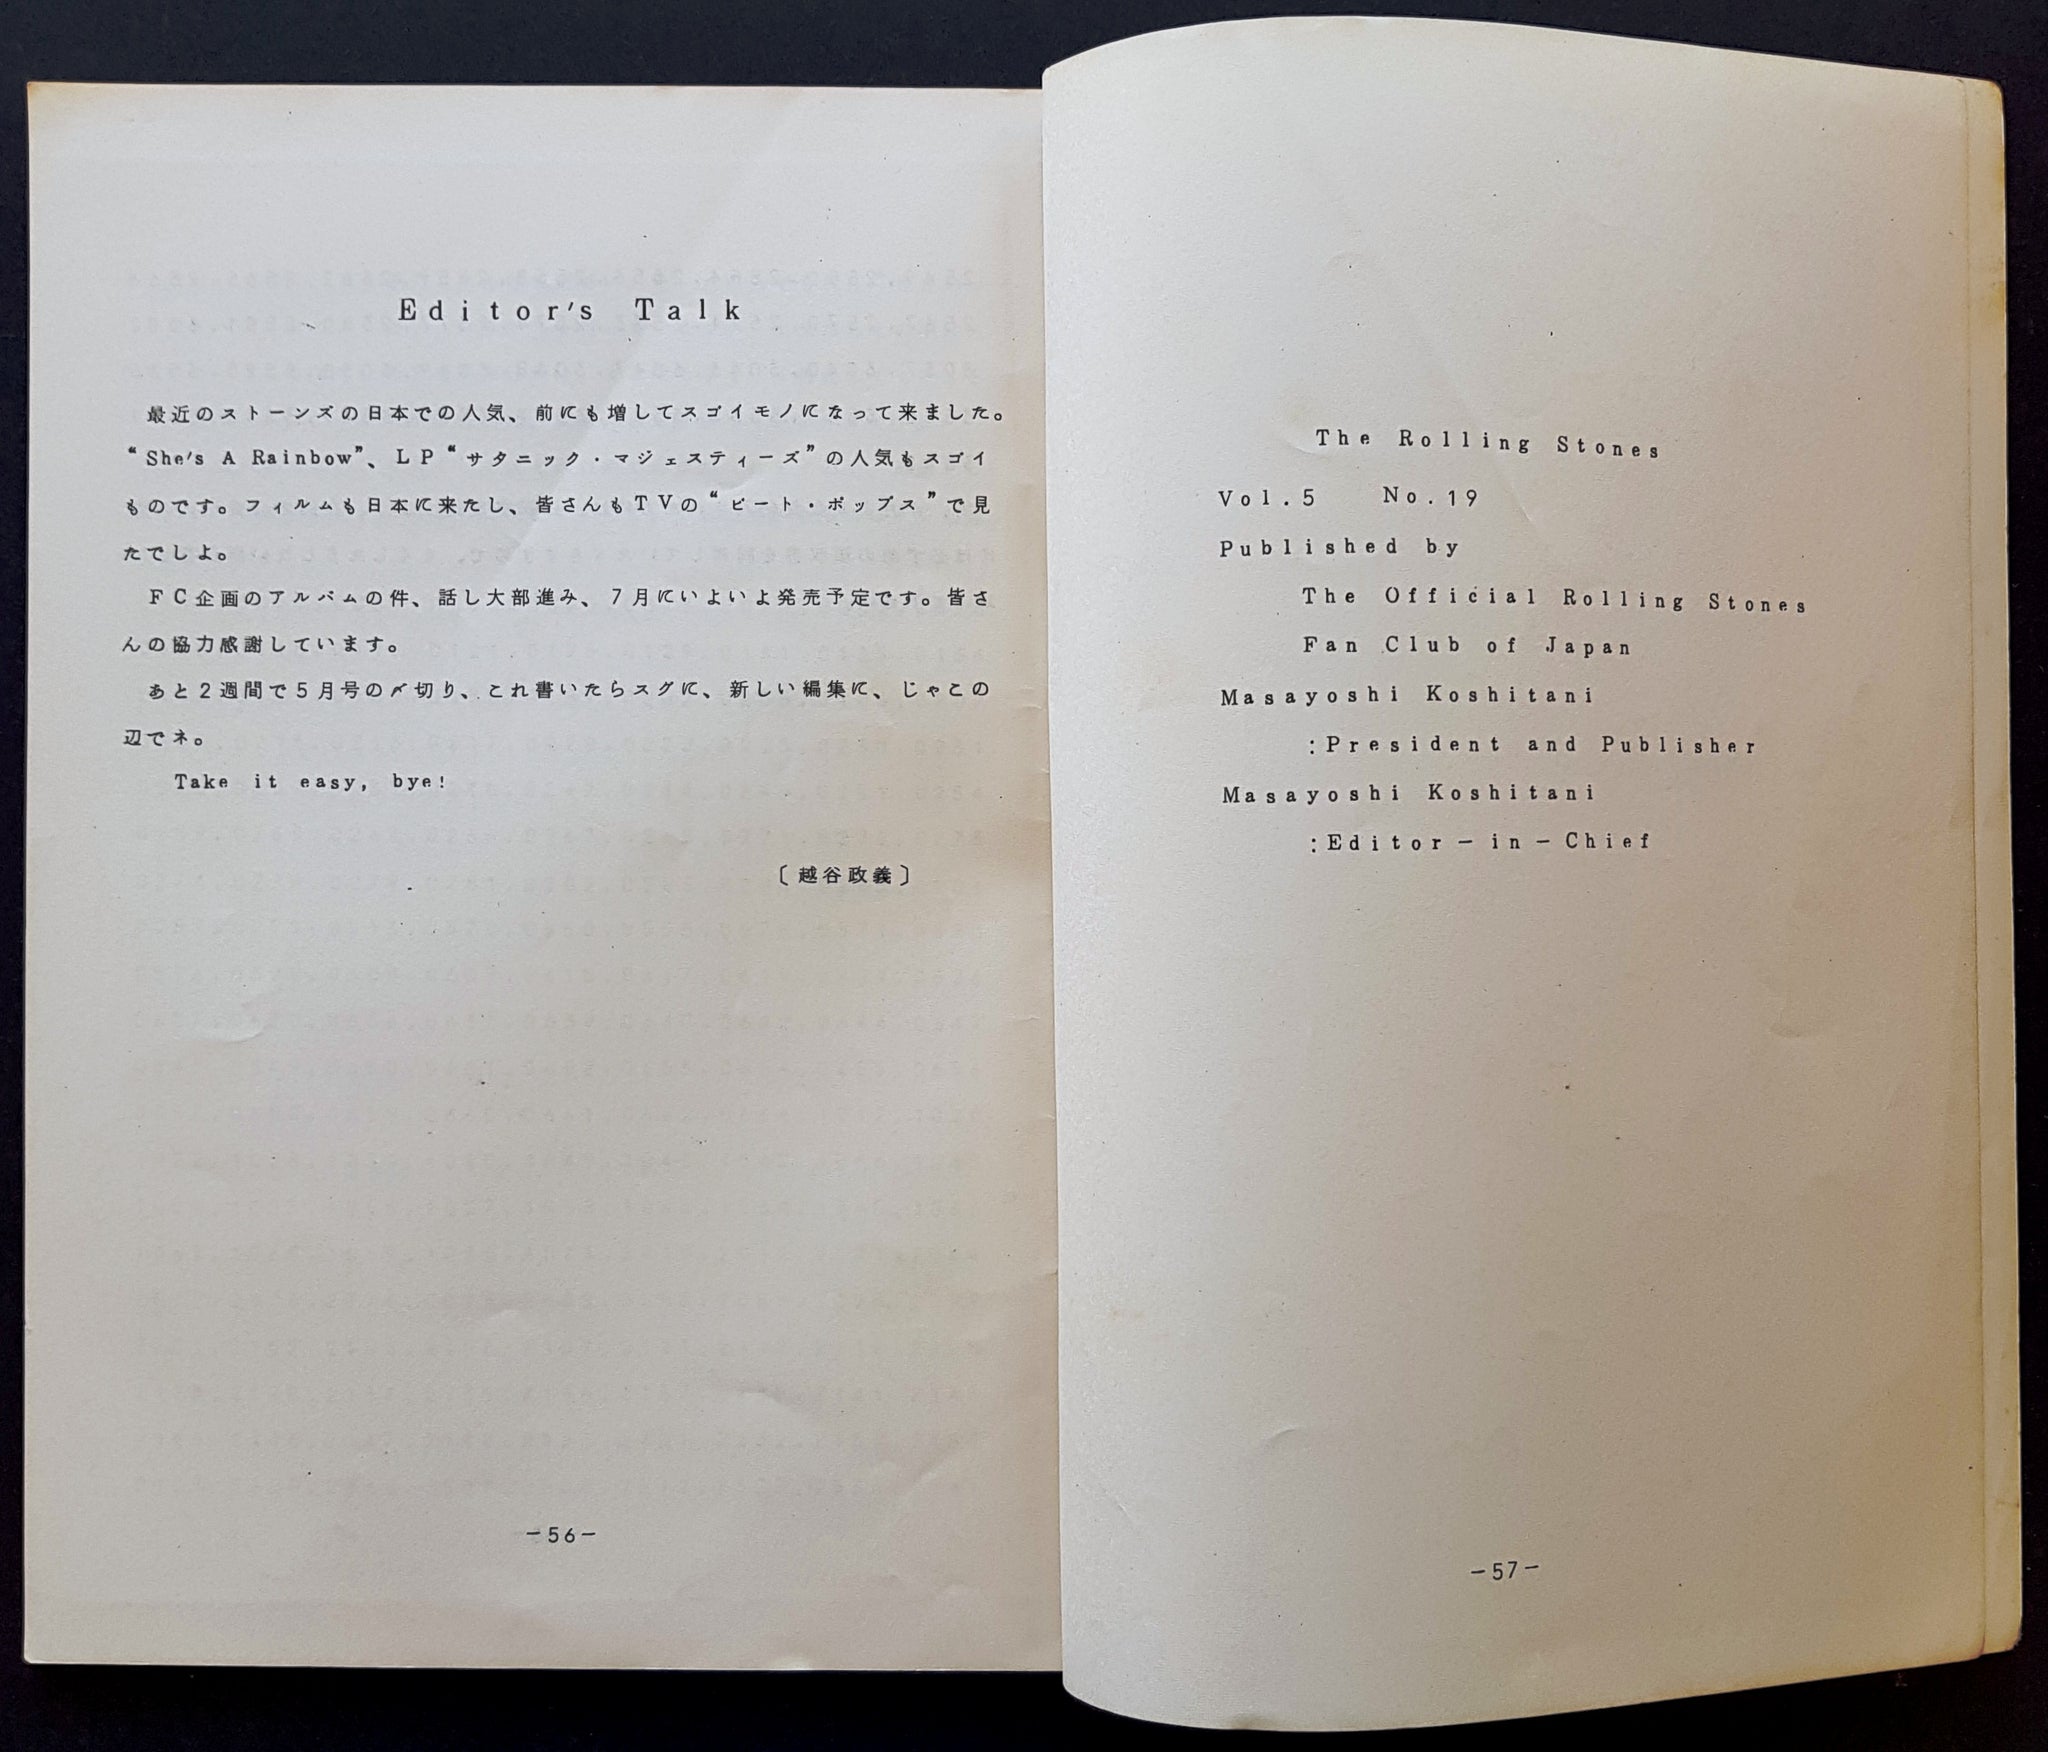 Editor's Talk
最近のストーンズの日本での人気、前にも増してスゴイモノになって来ました。
“She's A Rainbow”、LP“サタニック・マジェスティーズ”の人気もスゴイ
ものです。フィルムも日本に来たし、皆さんもTVの“ビート・ポップス”で見
たでしよ。
FC企画のアルバムの件、話し大部進み、7月にいよいよ発売予定です。皆さ
んの協力感謝しています。
あと2週間で5月号の〆切り、これ書いたらスグに、新しい編集に、じゃこの
辺でネ。
Take it easy, bye!
〔越谷政義〕
-56-
The Rolling Stones
Vol.5 No.19
Published by
The Official Rolling Stones
Fan Club of Japan
Masayoshi Koshitani
:President and Publisher
Masayoshi Koshitani
:Editor-in-Chief
-57-